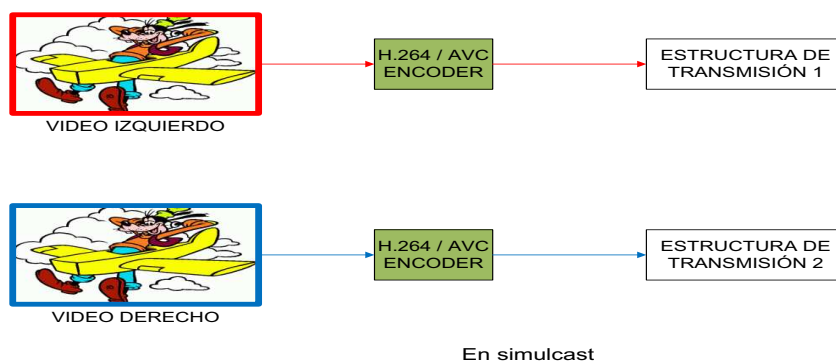 H.264 / AVC
ENCODER
ESTRUCTURA DE
TRANSMISIÓN 1
VIDEO IZQUIERDO
H.264 / AVC
ENCODER
ESTRUCTURA DE
TRANSMISIÓN 2
VIDEO DERECHO
En simulcast